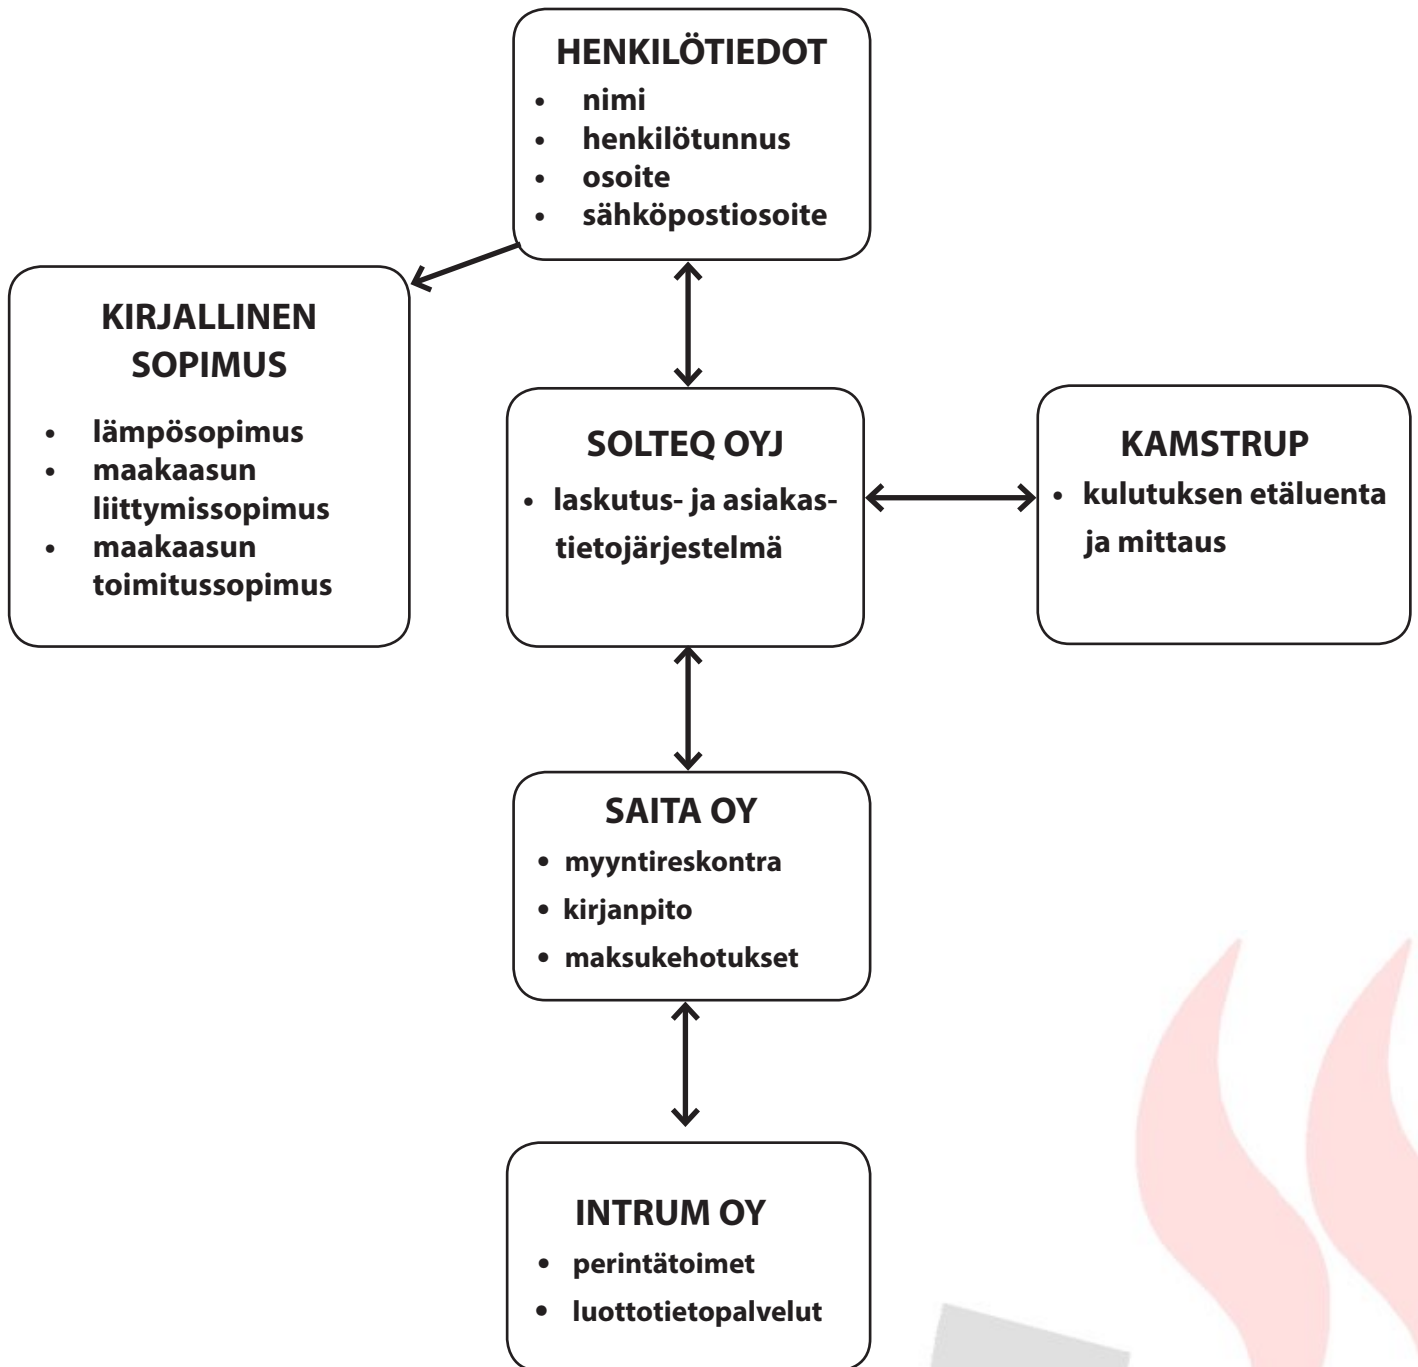 HENKILÖTIEDOT
• nimi
• henkilötunnus
• osoite
• sähköpostiosoite
KIRJALLINEN
SOPIMUS
• lämpösopimus
• maakaasun
liittymissopimus
• maakaasun
toimitussopimus
SOLTEQ OYJ
• laskutus- ja asiakas-
tietojärjestelmä
KAMSTRUP
• kulutuksen etäluenta
ja mittaus
SAITA OY
• myyntireskontra
• kirjanpito
• maksukehotukset
INTRUM OY
• perintätoimet
• luottotietopalvelut